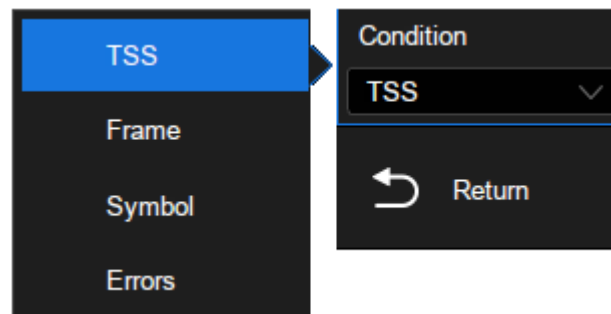 TSS
Frame
Symbol
Errors
Condition
TSS
Return